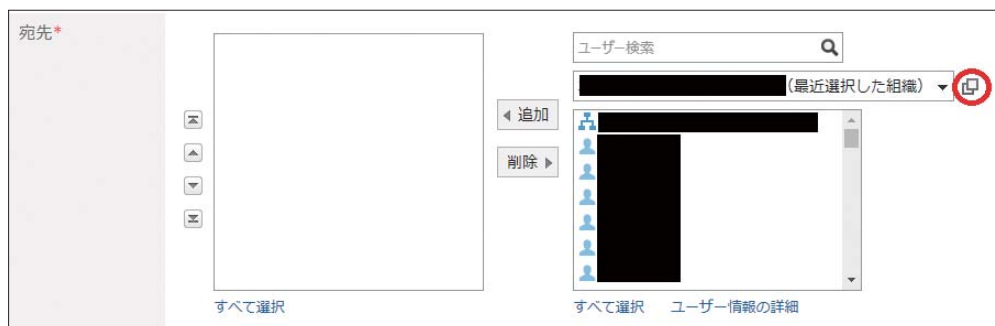 宛先*
ユーザー検索
(最近選択した組織)
追加
削除
すべて選択
すべて選択 ユーザー情報の詳細